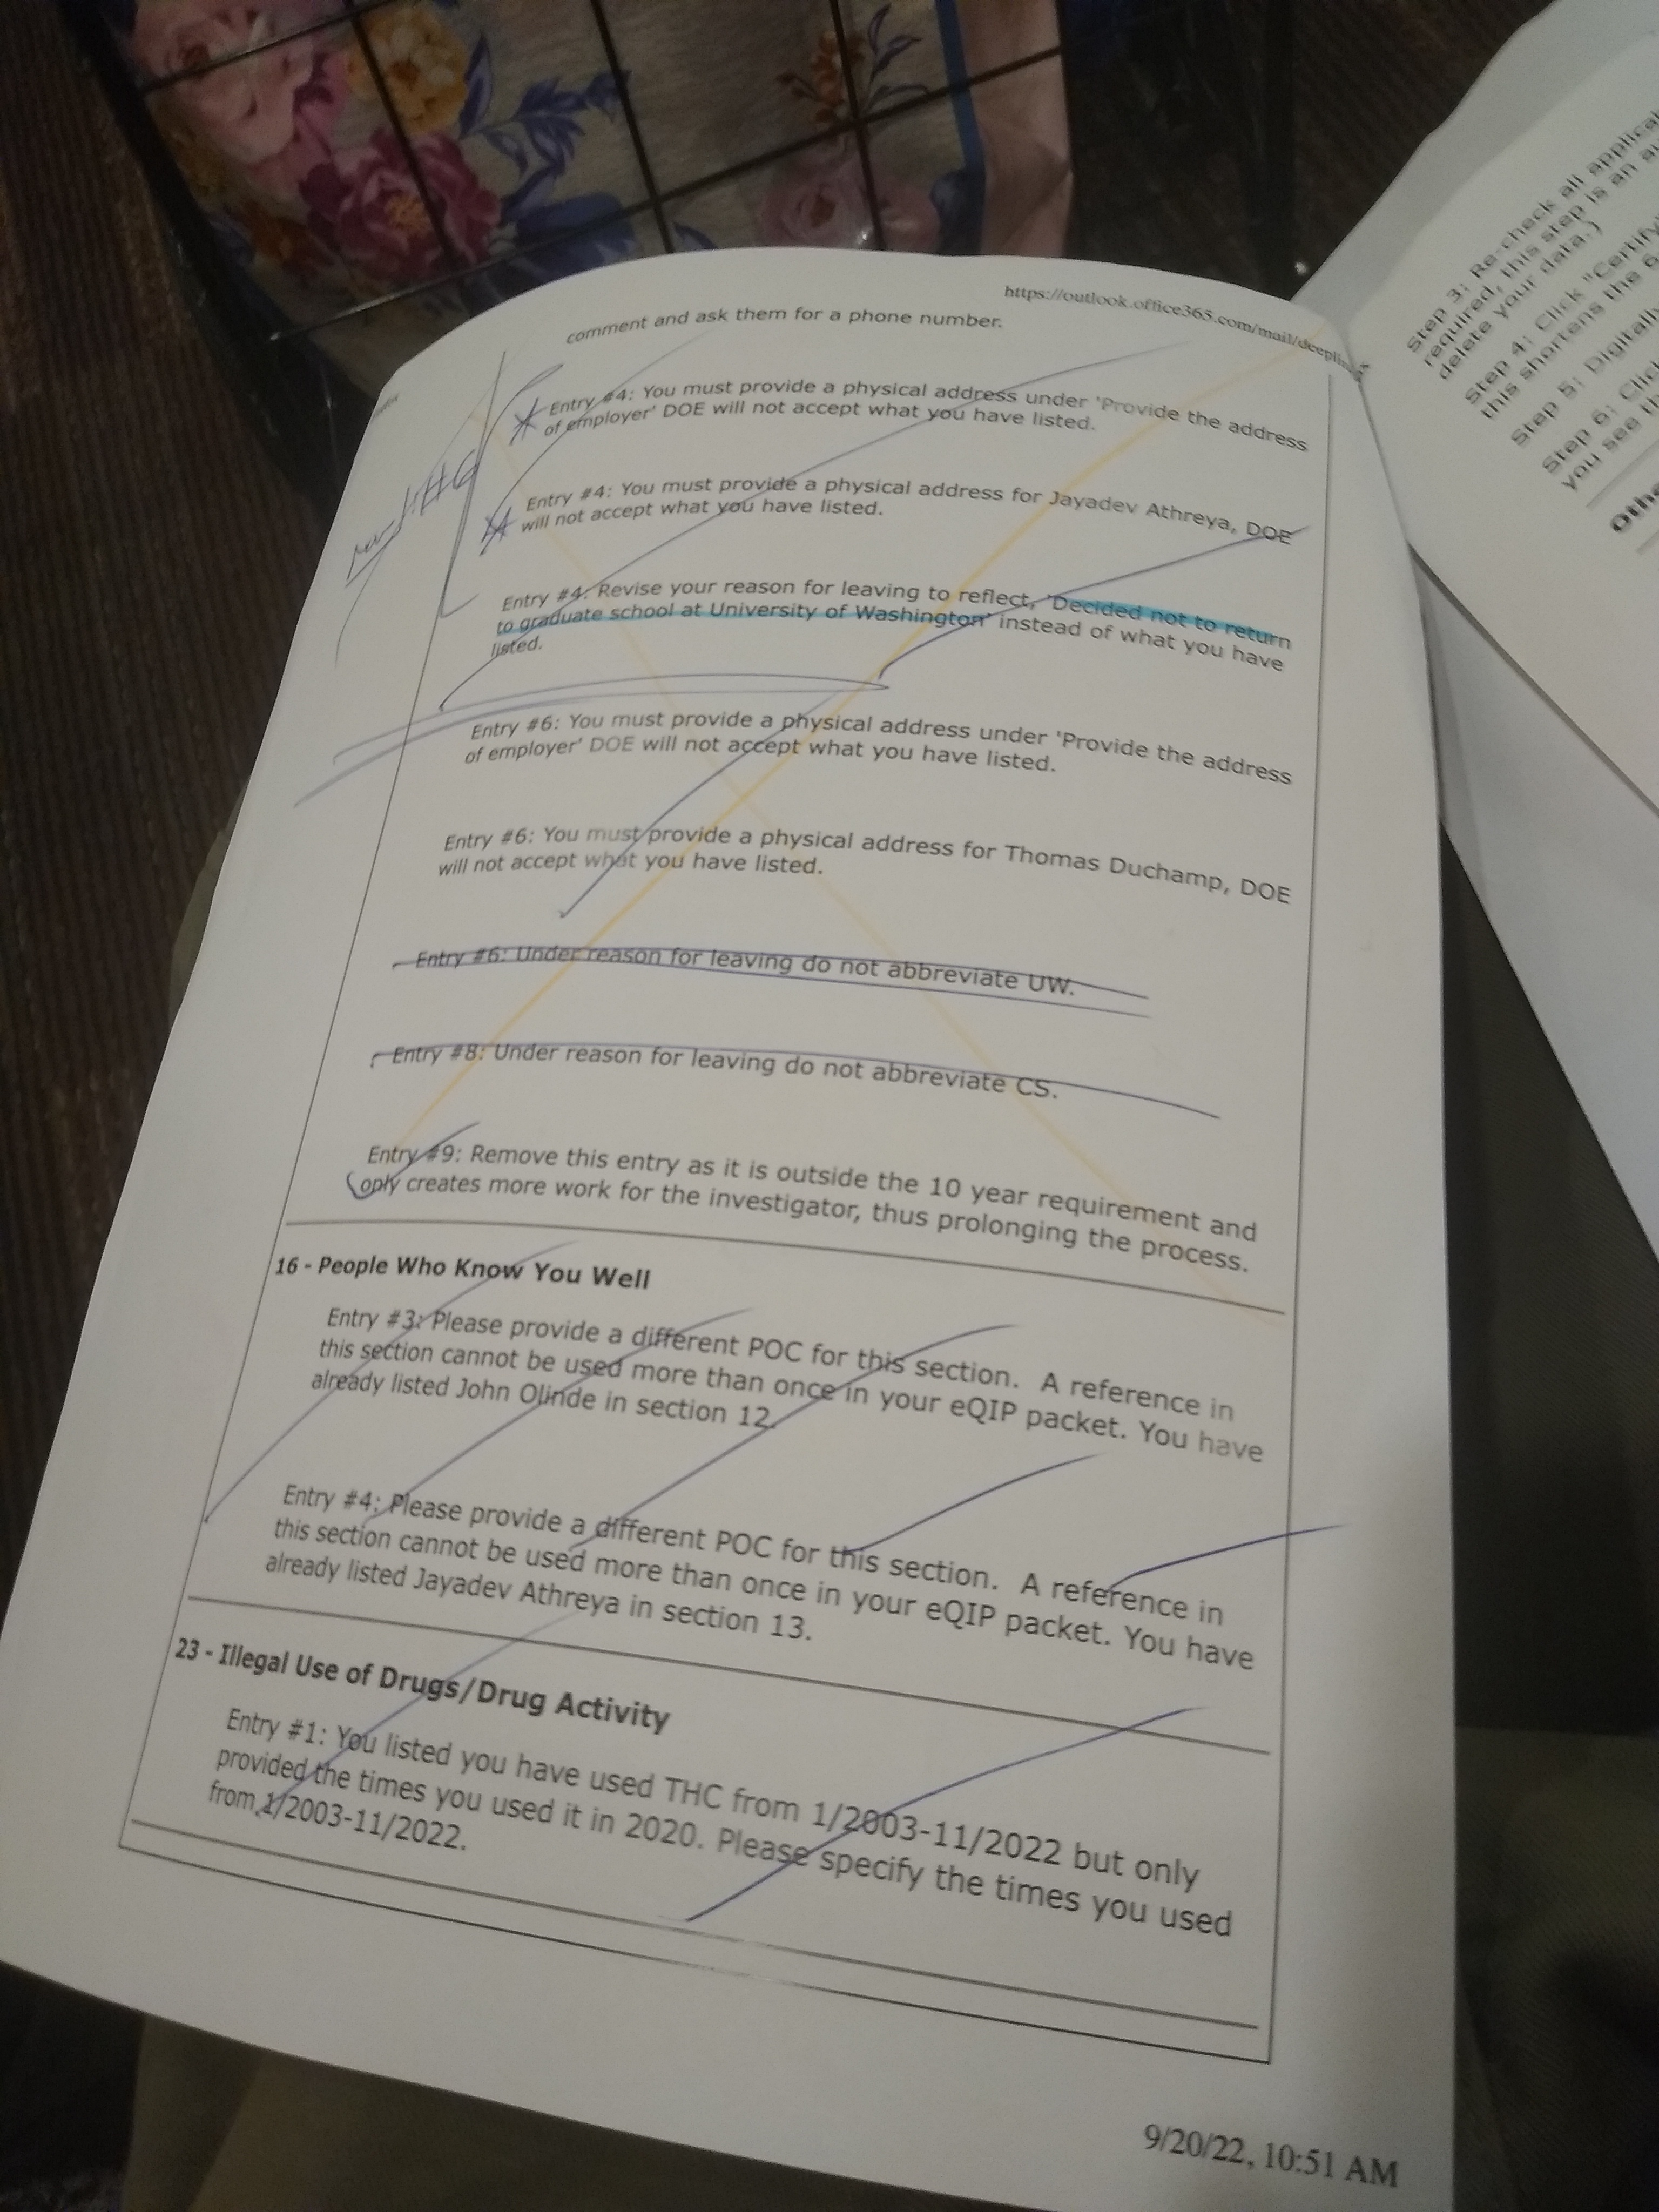 https://outlook.office365.com/mail/deeplink
comment and ask them for a phone number.
Entry #4: You must provide a physical address under 'Provide the address
of employer' DOE will not accept what you have listed.
Entry #4: You must provide a physical address for Jayadev Athreya, DOE
will not accept what you have listed.
#6
Entry #4: Revise your reason for leaving to reflect, 'Decided not to return
to graduate school at University of Washington' instead of what you have
listed.
Entry #6: You must provide a physical address under 'Provide the address
of employer' DOE will not accept what you have listed.
Entry #6: You must provide a physical address for Thomas Duchamp, DOE
will not accept what you have listed.
Entry #6: Under reason for leaving do not abbreviate UW.
Entry #8: Under reason for leaving do not abbreviate CS.
Entry #9: Remove this entry as it is outside the 10 year requirement and
only creates more work for the investigator, thus prolonging the process.
16 - People Who Know You Well
Entry #3: Please provide a different POC for this section. A reference in
this section cannot be used more than once in your eQIP packet. You have
already listed John Olinde in section 12.
Entry #4: Please provide a different POC for this section. A reference in
this section cannot be used more than once in your eQIP packet. You have
already listed Jayadev Athreya in section 13.
23 - Illegal Use of Drugs/Drug Activity
Entry #1: You listed you have used THC from 1/2003-11/2022 but only
provided the times you used it in 2020. Please specify the times you used
from 1/2003-11/2022.
9/20/22, 10:51 AM
Step 3: Re-check all
required, this step is an
delete your data.)
Step 4: Click "Certify
this shortens the
Step 5: Digitally
Step 6:
you see